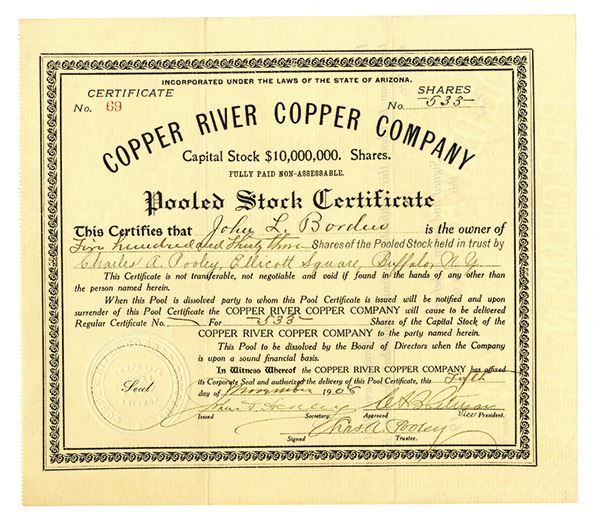 INCORPORATED UNDER THE LAWS OF THE STATE OF ARIZONA.
CERTIFICATE
No. 69
SHARES
No. 533
COPPER RIVER COPPER COMPANY
Capital Stock $10,000,000. Shares.
FULLY PAID NON-ASSESSABLE.
Pooled Stock Certificate
This Certifies that John L. Borden is the owner of
Five hundred and thirty three Shares of the Pooled Stock held in trust by
Charles A. Pooley, Ellicott Square, Buffalo, N.Y.
This Certificate is not transferable, not negotiable and void if found in the hands of any other than
the person named herein.
When this Pool is dissolved party to whom this Pool Certificate is issued will be notified and upon
surrender of this Pool Certificate the COPPER RIVER COPPER COMPANY will cause to be delivered
Regular Certificate No. For 533 Shares of the Capital Stock of the
COPPER RIVER COPPER COMPANY to the party named herein.
This Pool to be dissolved by the Board of Directors when the Company
is upon a sound financial basis.
In Witness Whereof the COPPER RIVER COPPER COMPANY has affixed
its Corporate Seal and authorized the delivery of this Pool Certificate, this Fifth
day of November 1906
Seal
Issued Secretary. Approved Vice President.
Chas. A. Pooley
Signed Trustee.